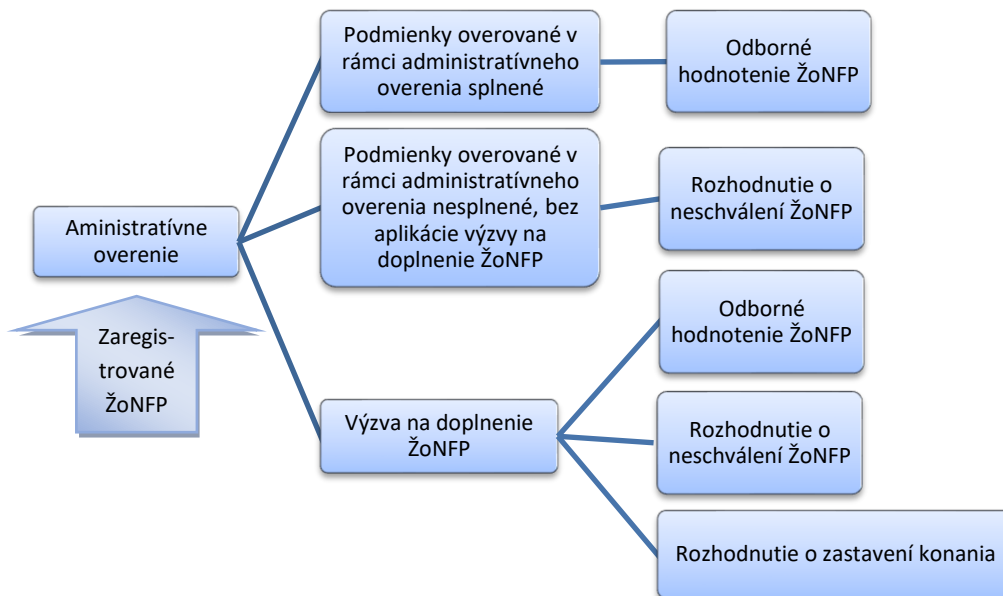 Podmienky overované v
rámci administratívneho
overenia splnené
Odborné
hodnotenie ŽoNFP
Podmienky overované v
rámci administratívneho
overenia nesplnené, bez
aplikácie výzvy na
doplnenie ŽoNFP
Rozhodnutie o
neschválení ŽoNFP
Aministratívne
overenie
Zaregis-
trované
ŽoNFP
Výzva na doplnenie
ŽoNFP
Odborné
hodnotenie ŽoNFP
Rozhodnutie o
neschválení ŽoNFP
Rozhodnutie o zastavení konania